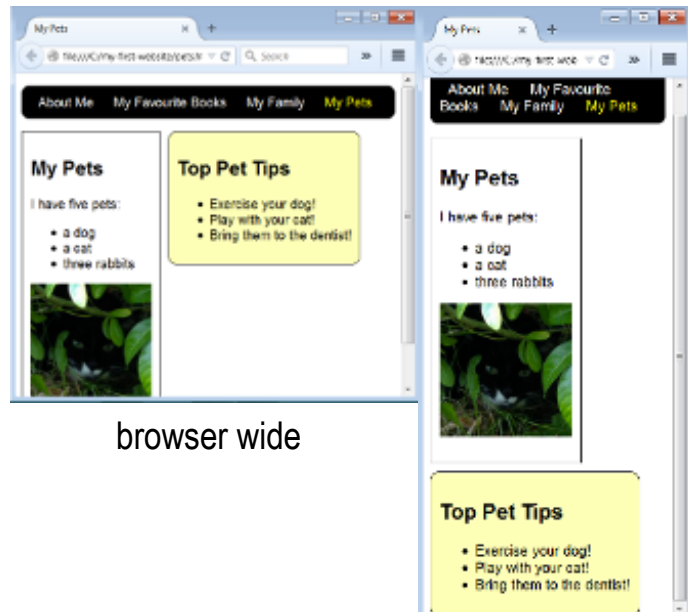 My Pets
Search
About Me My Favourite Books My Family My Pets
My Pets
I have five pets:
• a dog
• a cat
• three rabbits
Top Pet Tips
• Exercise your dog!
• Play with your cat!
• Bring them to the dentist!
browser wide
My Pets
About Me My Favourite
Books My Family My Pets
My Pets
I have five pets:
• a dog
• a cat
• three rabbits
Top Pet Tips
• Exercise your dog!
• Play with your cat!
• Bring them to the dentist!